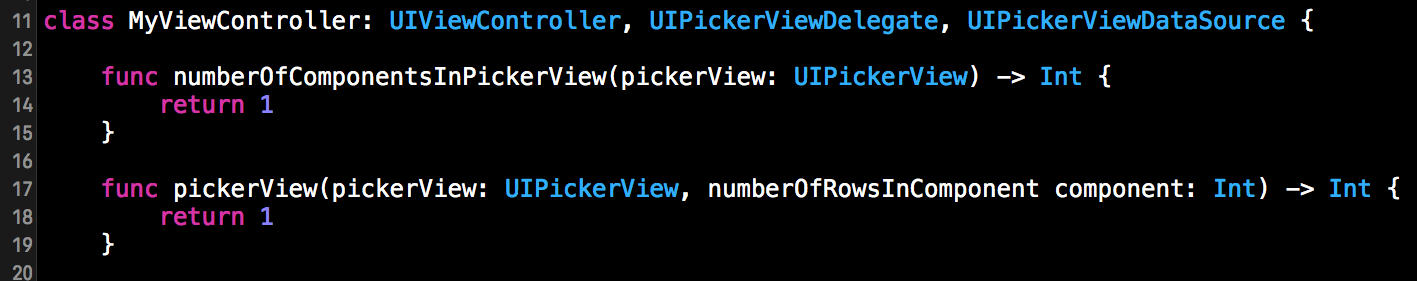 11 class MyViewController: UIViewController, UIPickerViewDelegate, UIPickerViewDataSource {
12
13     func numberOfComponentsInPickerView(pickerView: UIPickerView) -> Int {
14         return 1
15     }
16
17     func pickerView(pickerView: UIPickerView, numberOfRowsInComponent component: Int) -> Int {
18         return 1
19     }
20